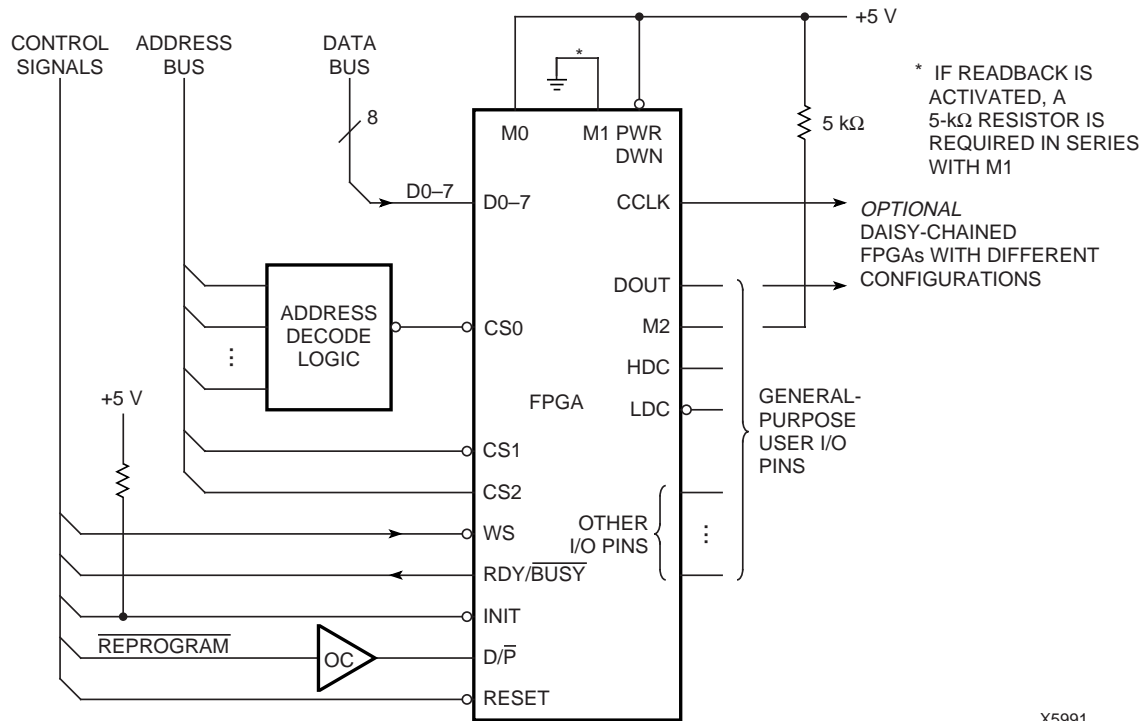 +5 V
CONTROL
SIGNALS
ADDRESS
BUS
DATA
BUS
*
* IF READBACK IS
ACTIVATED, A
5-kΩ RESISTOR IS
REQUIRED IN SERIES
WITH M1
8
M0
M1
PWR
DWN
5 kΩ
D0–7
D0–7
CCLK
OPTIONAL
DAISY-CHAINED
FPGAs WITH DIFFERENT
CONFIGURATIONS
ADDRESS
DECODE
LOGIC
⋮
CS0
DOUT
M2
HDC
LDC
FPGA
GENERAL-
PURPOSE
USER I/O
PINS
+5 V
CS1
CS2
OTHER
I/O PINS
⋮
WS
RDY/BUSY
INIT
REPROGRAM
OC
D/P
RESET
X5991